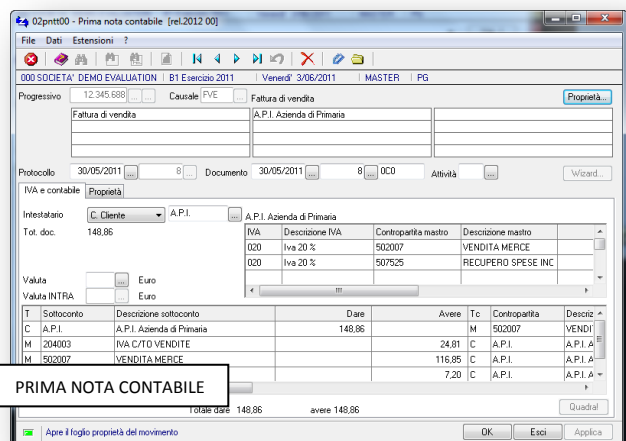 02pntt00 - Prima nota contabile [rel.2012 00]
File Dati Estensioni ?
000 SOCIETA' DEMO EVALUATION B1 Esercizio 2011 Venerdi' 3/06/2011 MASTER PG
Progressivo 12.345.688 ... ... Causale FVE ... Fattura di vendita Proprietà...
Fattura di vendita A.P.I. Azienda di Primaria
Protocollo 30/05/2011 ... 8 ... Documento 30/05/2011 ... 8 ... 0C0 Attività ... Wizard...
IVA e contabile Proprietà
Intestatario C. Cliente A.P.I. ... A.P.I. Azienda di Primaria
Tot. doc. 148,86 IVA Descrizione IVA Contropartita mastro Descrizione mastro
020 Iva 20 % 502007 VENDITA MERCE
020 Iva 20 % 507525 RECUPERO SPESE INC
Valuta ... Euro
Valuta INTRA ... Euro
T Sottoconto Descrizione sottoconto Dare Avere Tc Contropartita Descriz
C A.P.I. A.P.I. Azienda di Primaria 148,86 M 502007 VENDI
M 204003 IVA C/TO VENDITE 24,81 C A.P.I. A.P.I. A
M 502007 VENDITA MERCE 116,85 C A.P.I. A.P.I. A
7,20 C A.P.I. A.P.I. A
PRIMA NOTA CONTABILE
Totale dare 148,86 avere 148,86 Quadra!
Apre il foglio proprietà del movimento OK Esci Applica